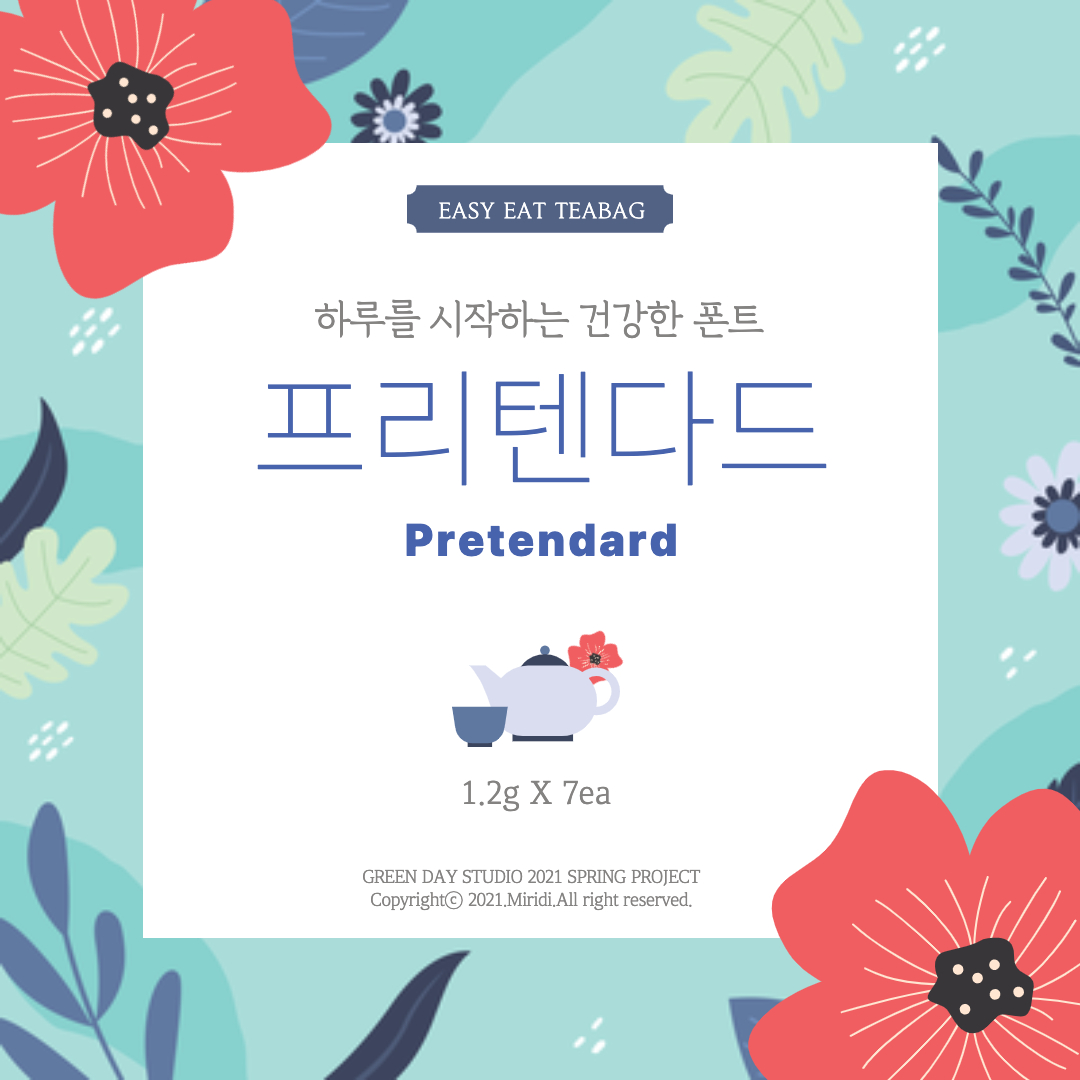 EASY EAT TEABAG
하루를 시작하는 건강한 폰트
프리텐다드
Pretendard
1.2g X 7ea
GREEN DAY STUDIO 2021 SPRING PROJECT
Copyrightⓒ 2021.Miridi.All right reserved.